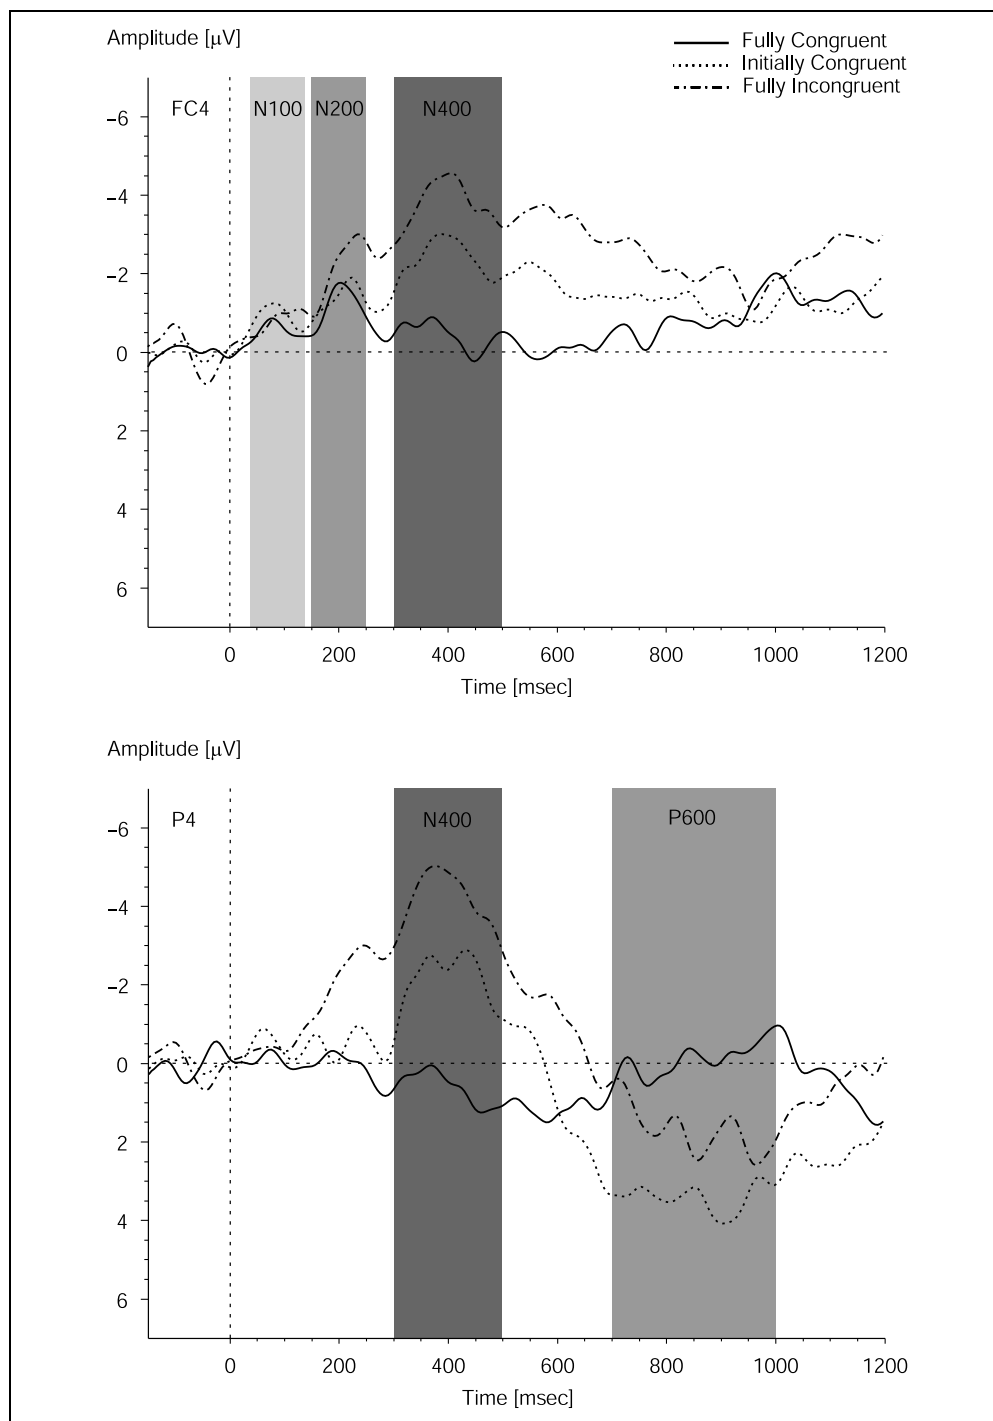 Amplitude [μV]
Fully Congruent
Initially Congruent
Fully Incongruent
FC4 N100 N200 N400
–6
–4
–2
0
2
4
6
0 200 400 600 800 1000 1200
Time [msec]
Amplitude [μV]
P4 N400 P600
–6
–4
–2
0
2
4
6
0 200 400 600 800 1000 1200
Time [msec]